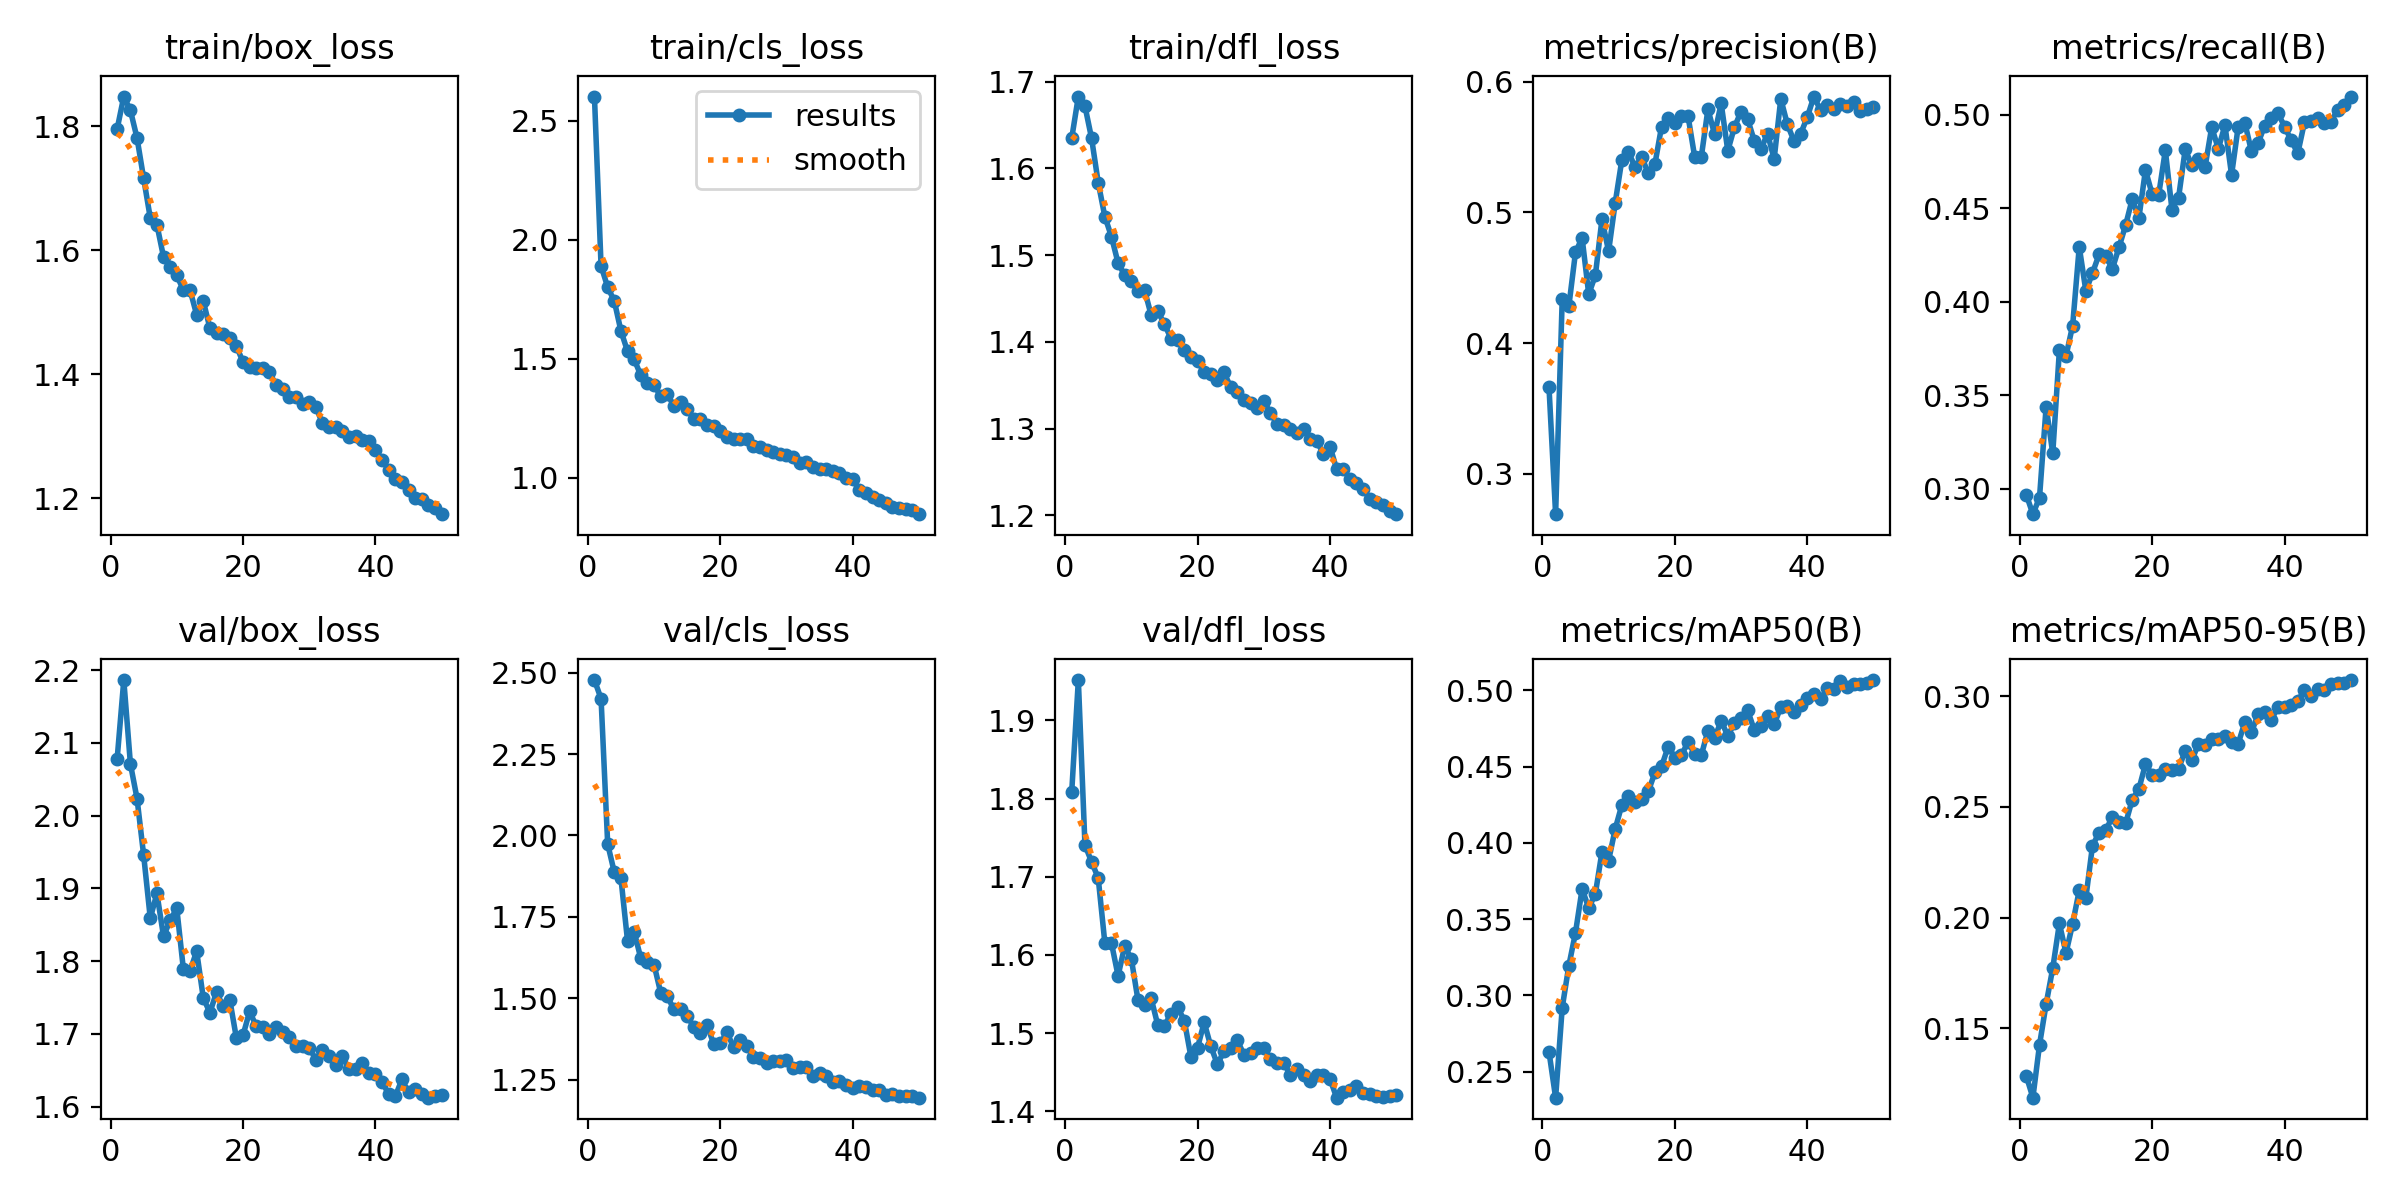 train/box_loss
1.8
1.6
1.4
1.2
0 20 40
train/cls_loss
results
smooth
2.5
2.0
1.5
1.0
0 20 40
train/dfl_loss
1.7
1.6
1.5
1.4
1.3
1.2
0 20 40
metrics/precision(B)
0.6
0.5
0.4
0.3
0 20 40
metrics/recall(B)
0.50
0.45
0.40
0.35
0.30
0 20 40
val/box_loss
2.2
2.1
2.0
1.9
1.8
1.7
1.6
0 20 40
val/cls_loss
2.50
2.25
2.00
1.75
1.50
1.25
0 20 40
val/dfl_loss
1.9
1.8
1.7
1.6
1.5
1.4
0 20 40
metrics/mAP50(B)
0.50
0.45
0.40
0.35
0.30
0.25
0 20 40
metrics/mAP50-95(B)
0.30
0.25
0.20
0.15
0 20 40